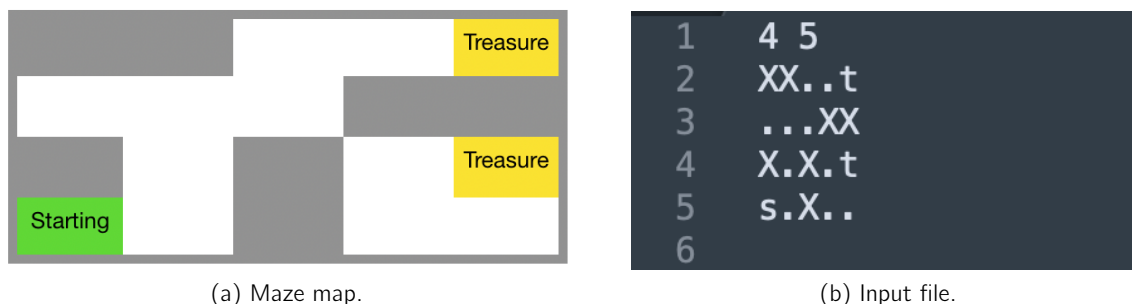 Treasure
Treasure
Starting
(a) Maze map.
1 4 5
2 XX..t
3 ...XX
4 X.X.t
5 s.X..
6
(b) Input file.